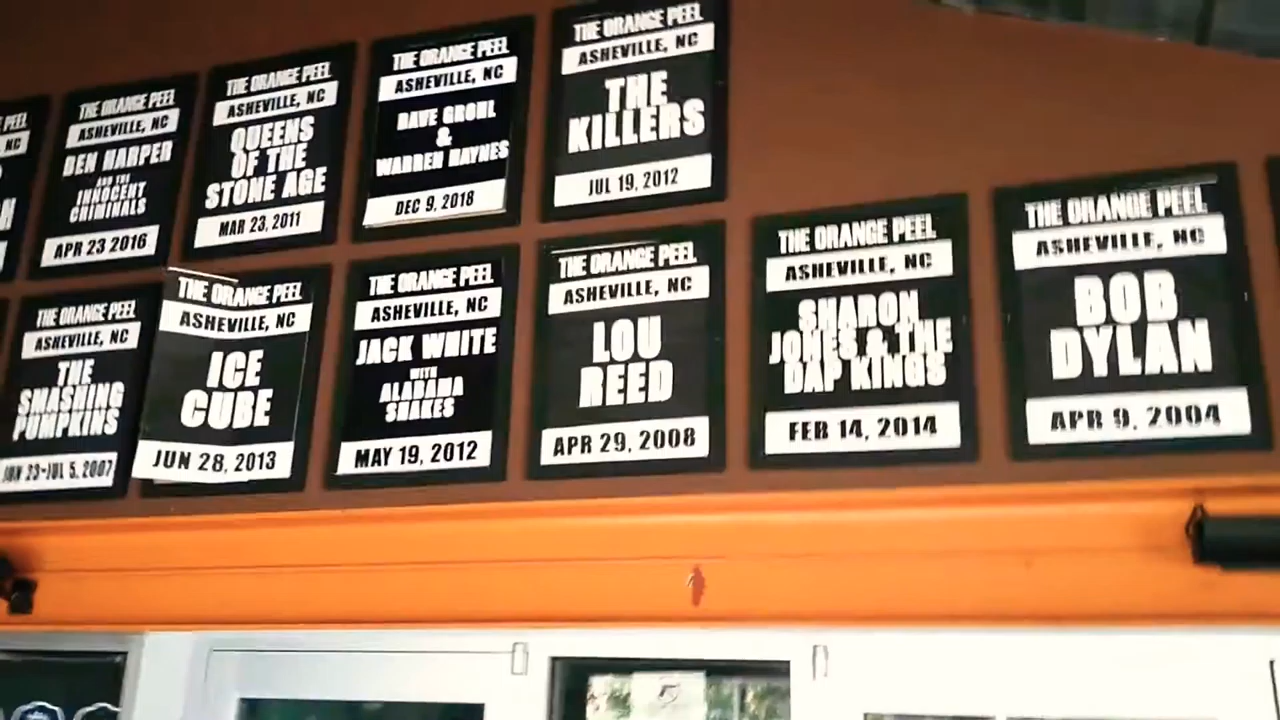 THE ORANGE PEEL
ASHEVILLE, NC
BEN HARPER
AND THE
INNOCENT
CRIMINALS
APR 23 2016
THE ORANGE PEEL
ASHEVILLE, NC
QUEENS
OF THE
STONE AGE
MAR 23, 2011
THE ORANGE PEEL
ASHEVILLE, NC
DAVE GROHL
&
WARREN HAYNES
DEC 9, 2018
THE ORANGE PEEL
ASHEVILLE, NC
THE
KILLERS
JUL 19, 2012
THE ORANGE PEEL
ASHEVILLE, NC
THE
SMASHING
PUMPKINS
JUN 23-JUL 5, 2007
THE ORANGE PEEL
ASHEVILLE, NC
ICE
CUBE
JUN 28, 2013
THE ORANGE PEEL
ASHEVILLE, NC
JACK WHITE
WITH
ALABAMA
SHAKES
MAY 19, 2012
THE ORANGE PEEL
ASHEVILLE, NC
LOU
REED
APR 29, 2008
THE ORANGE PEEL
ASHEVILLE, NC
SHARON
JONES & THE
DAP KINGS
FEB 14, 2014
THE ORANGE PEEL
ASHEVILLE, NC
BOB
DYLAN
APR 9, 2004